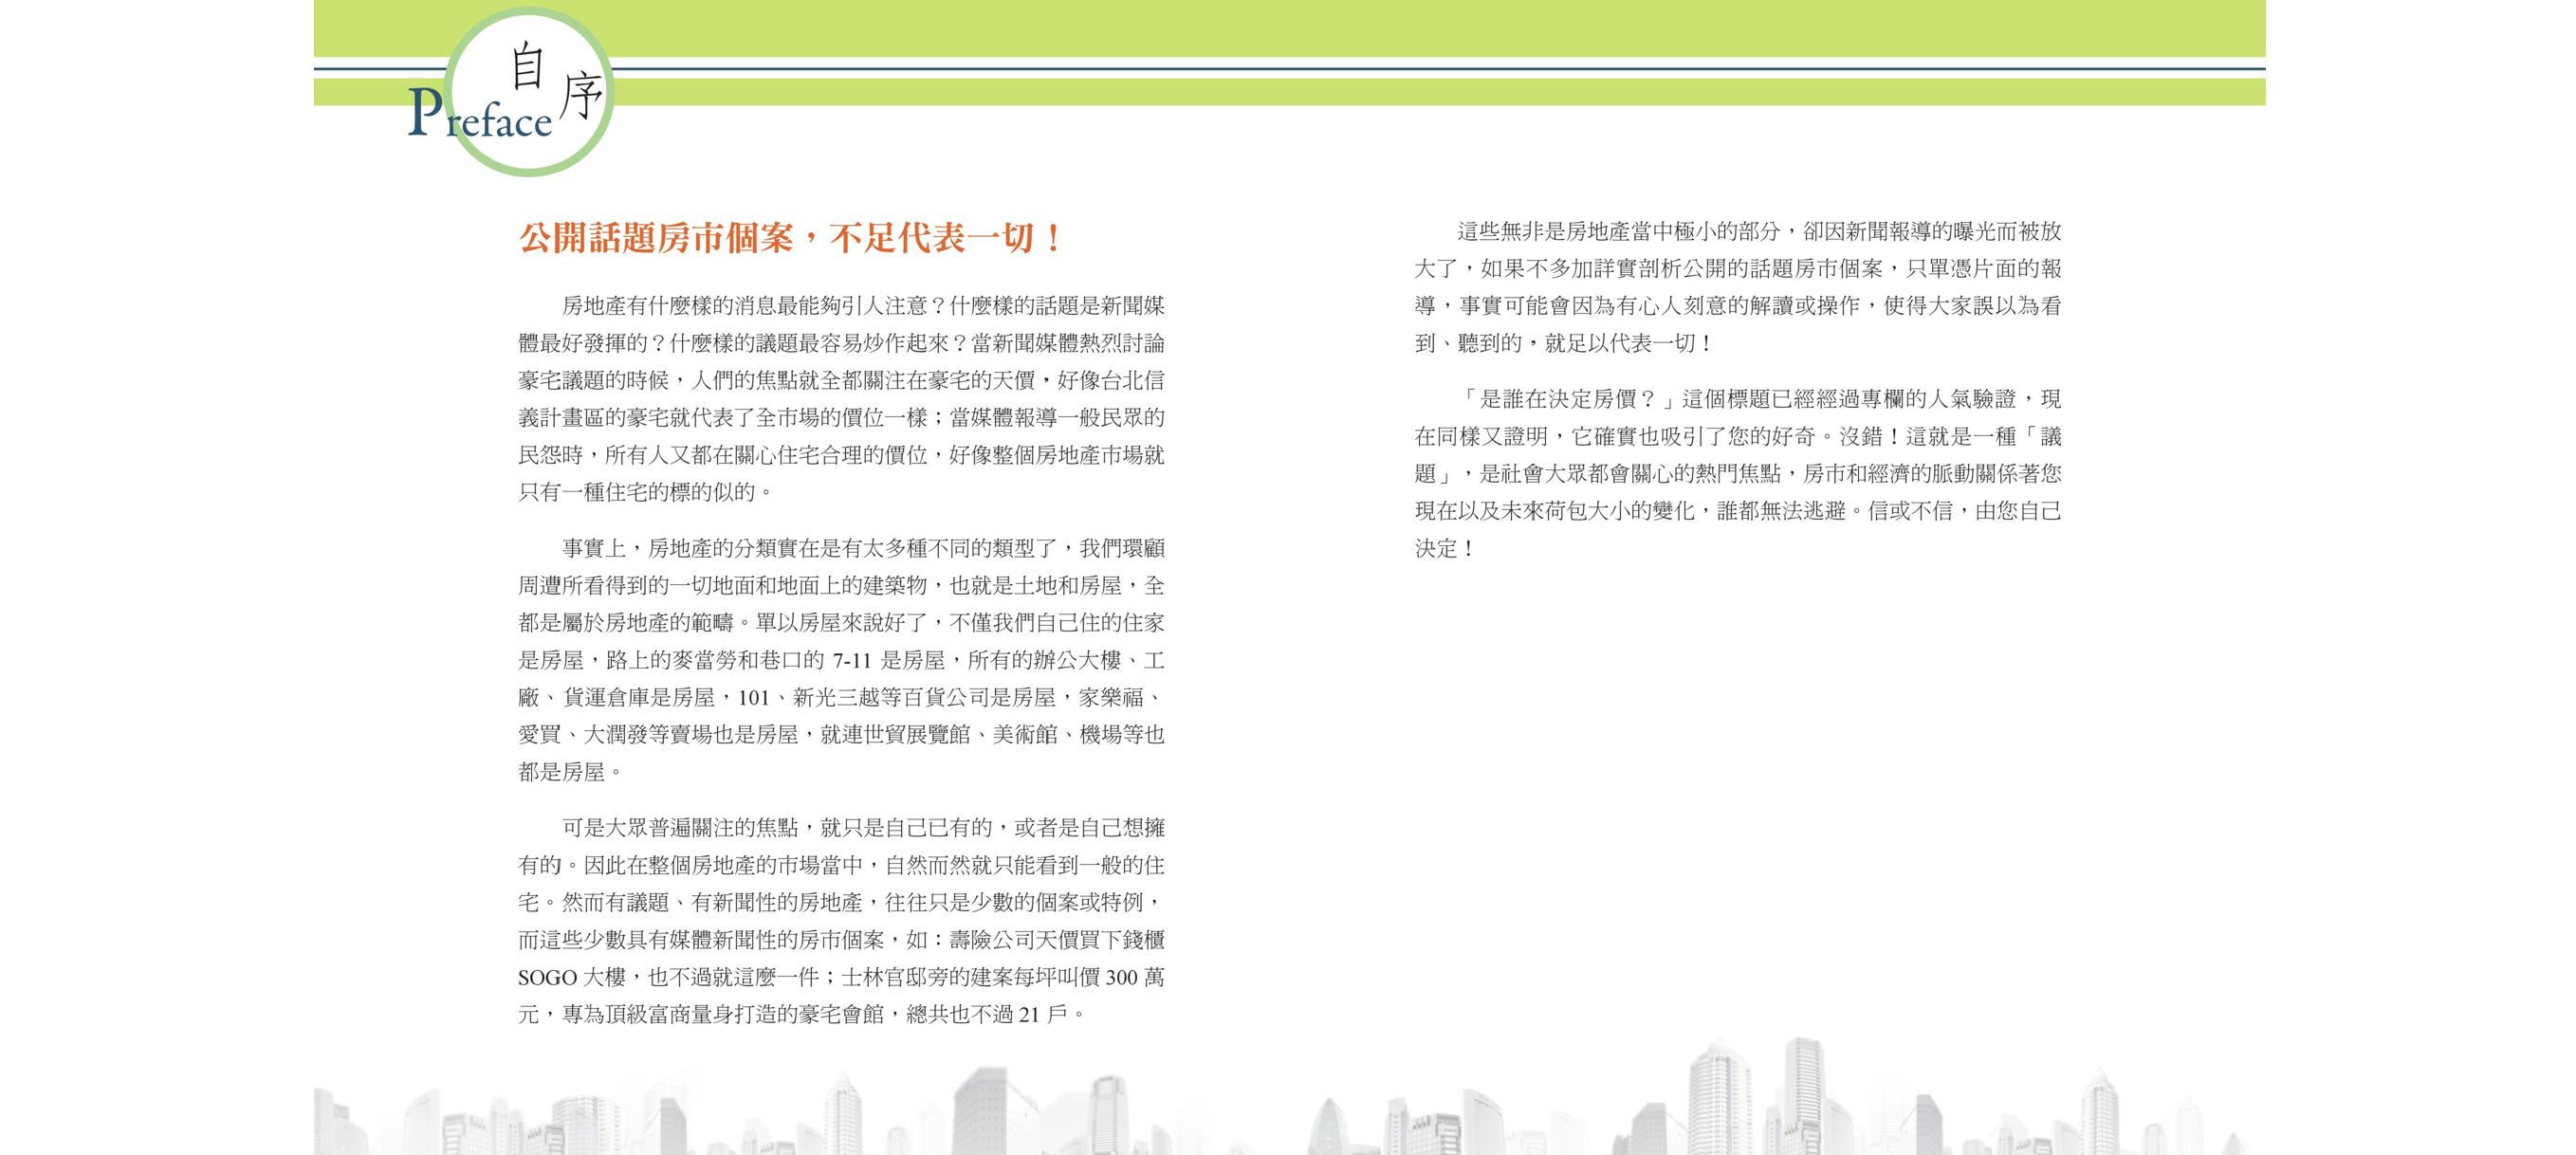 自序
Preface
公開話題房市個案，不足代表一切！
房地產有什麼樣的消息最能夠引人注意？什麼樣的話題是新聞媒
體最好發揮的？什麼樣的議題最容易炒作起來？當新聞媒體熱烈討論
豪宅議題的時候，人們的焦點就全都關注在豪宅的天價，好像台北信
義計畫區的豪宅就代表了全市場的價位一樣；當媒體報導一般民眾的
民怨時，所有人又都在關心住宅合理的價位，好像整個房地產市場就
只有一種住宅的標的似的。
事實上，房地產的分類實在是有太多種不同的類型了，我們環顧
周遭所看得到的一切地面和地面上的建築物，也就是土地和房屋，全
都是屬於房地產的範疇。單以房屋來說好了，不僅我們自己住的住家
是房屋，路上的麥當勞和巷口的 7-11 是房屋，所有的辦公大樓、工
廠、貨運倉庫是房屋，101、新光三越等百貨公司是房屋，家樂福、
愛買、大潤發等賣場也是房屋，就連世貿展覽館、美術館、機場等也
都是房屋。
可是大眾普遍關注的焦點，就只是自己已有的，或者是自己想擁
有的。因此在整個房地產的市場當中，自然而然就只能看到一般的住
宅。然而有議題、有新聞性的房地產，往往只是少數的個案或特例，
而這些少數具有媒體新聞性的房市個案，如：壽險公司天價買下錢櫃
SOGO 大樓，也不過就這麼一件；士林官邸旁的建案每坪叫價 300 萬
元，專為頂級富商量身打造的豪宅會館，總共也不過 21 戶。
這些無非是房地產當中極小的部分，卻因新聞報導的曝光而被放
大了，如果不多加詳實剖析公開的話題房市個案，只單憑片面的報
導，事實可能會因為有心人刻意的解讀或操作，使得大家誤以為看
到、聽到的，就足以代表一切！
「是誰在決定房價？」這個標題已經經過專欄的人氣驗證，現
在同樣又證明，它確實也吸引了您的好奇。沒錯！這就是一種「議
題」，是社會大眾都會關心的熱門焦點，房市和經濟的脈動關係著您
現在以及未來荷包大小的變化，誰都無法逃避。信或不信，由您自己
決定！